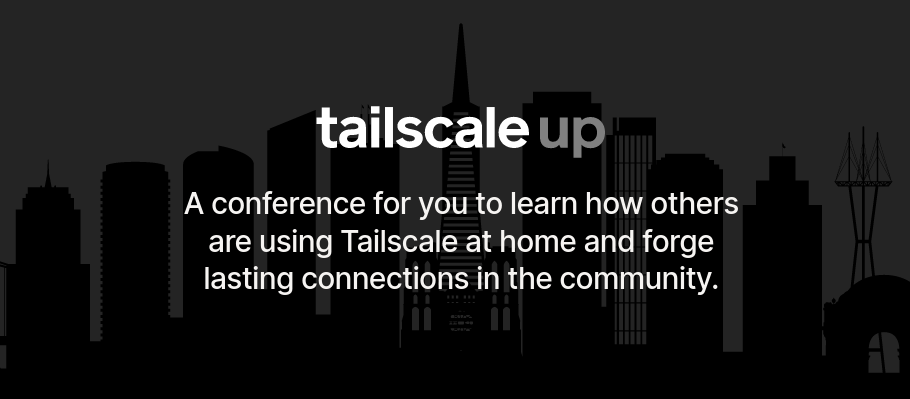 tailscale up
A conference for you to learn how others
are using Tailscale at home and forge
lasting connections in the community.